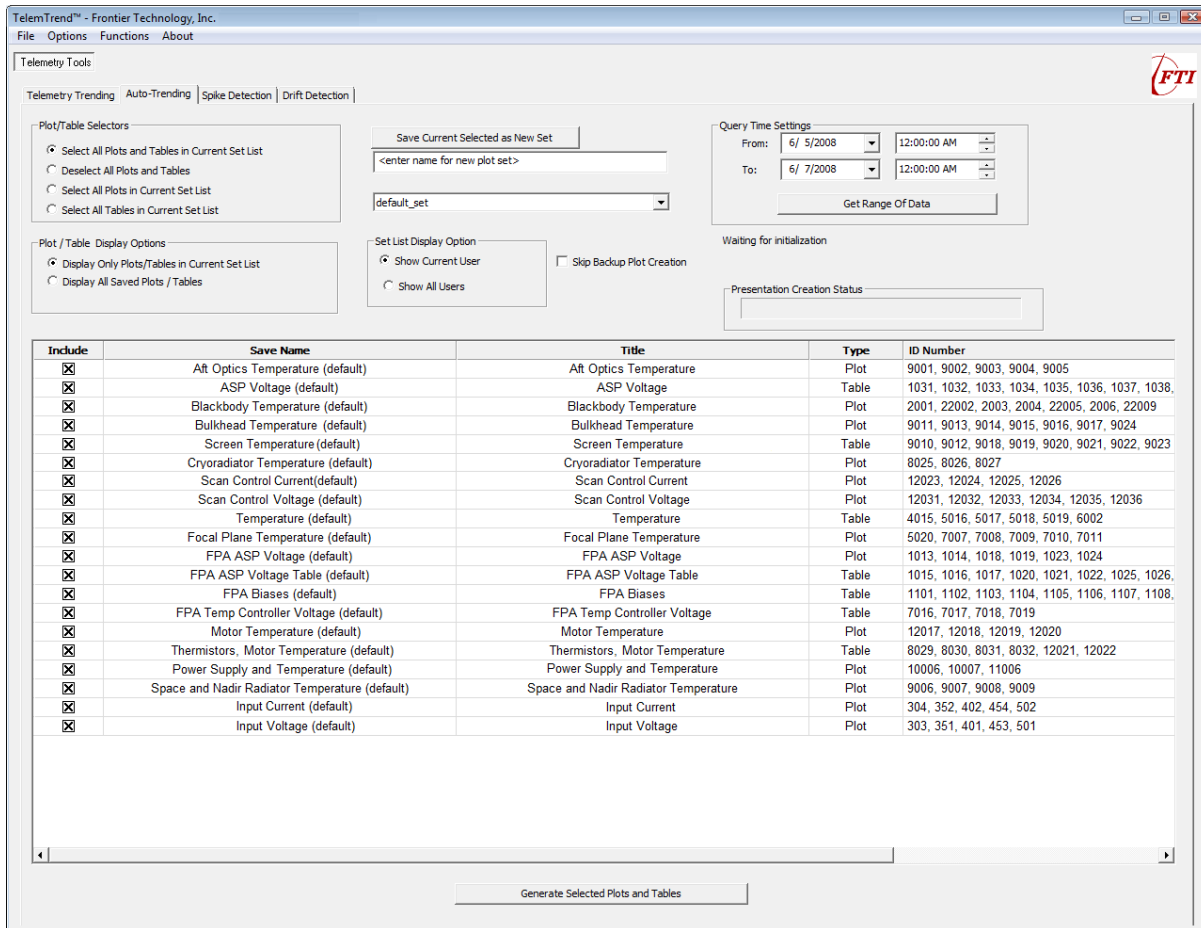 TelemTrend™ - Frontier Technology, Inc.
File Options Functions About
Telemetry Tools
FTI
Telemetry Trending Auto-Trending Spike Detection Drift Detection
Plot/Table Selectors
Select All Plots and Tables in Current Set List
Deselect All Plots and Tables
Select All Plots in Current Set List
Select All Tables in Current Set List
Save Current Selected as New Set
<enter name for new plot set>
default_set
Query Time Settings
From: 6/ 5/2008 12:00:00 AM
To: 6/ 7/2008 12:00:00 AM
Get Range Of Data
Plot / Table Display Options
Display Only Plots/Tables in Current Set List
Display All Saved Plots / Tables
Set List Display Option
Show Current User
Show All Users
Skip Backup Plot Creation
Waiting for initialization
Presentation Creation Status
Include Save Name Title Type ID Number
Aft Optics Temperature (default) Aft Optics Temperature Plot 9001, 9002, 9003, 9004, 9005
ASP Voltage (default) ASP Voltage Table 1031, 1032, 1033, 1034, 1035, 1036, 1037, 1038,
Blackbody Temperature (default) Blackbody Temperature Plot 2001, 22002, 2003, 2004, 22005, 2006, 22009
Bulkhead Temperature (default) Bulkhead Temperature Plot 9011, 9013, 9014, 9015, 9016, 9017, 9024
Screen Temperature (default) Screen Temperature Table 9010, 9012, 9018, 9019, 9020, 9021, 9022, 9023
Cryoradiator Temperature (default) Cryoradiator Temperature Plot 8025, 8026, 8027
Scan Control Current(default) Scan Control Current Plot 12023, 12024, 12025, 12026
Scan Control Voltage (default) Scan Control Voltage Plot 12031, 12032, 12033, 12034, 12035, 12036
Temperature (default) Temperature Table 4015, 5016, 5017, 5018, 5019, 6002
Focal Plane Temperature (default) Focal Plane Temperature Plot 5020, 7007, 7008, 7009, 7010, 7011
FPA ASP Voltage (default) FPA ASP Voltage Plot 1013, 1014, 1018, 1019, 1023, 1024
FPA ASP Voltage Table (default) FPA ASP Voltage Table Table 1015, 1016, 1017, 1020, 1021, 1022, 1025, 1026,
FPA Biases (default) FPA Biases Table 1101, 1102, 1103, 1104, 1105, 1106, 1107, 1108,
FPA Temp Controller Voltage (default) FPA Temp Controller Voltage Table 7016, 7017, 7018, 7019
Motor Temperature (default) Motor Temperature Plot 12017, 12018, 12019, 12020
Thermistors, Motor Temperature (default) Thermistors, Motor Temperature Table 8029, 8030, 8031, 8032, 12021, 12022
Power Supply and Temperature (default) Power Supply and Temperature Plot 10006, 10007, 11006
Space and Nadir Radiator Temperature (default) Space and Nadir Radiator Temperature Plot 9006, 9007, 9008, 9009
Input Current (default) Input Current Plot 304, 352, 402, 454, 502
Input Voltage (default) Input Voltage Plot 303, 351, 401, 453, 501
Generate Selected Plots and Tables